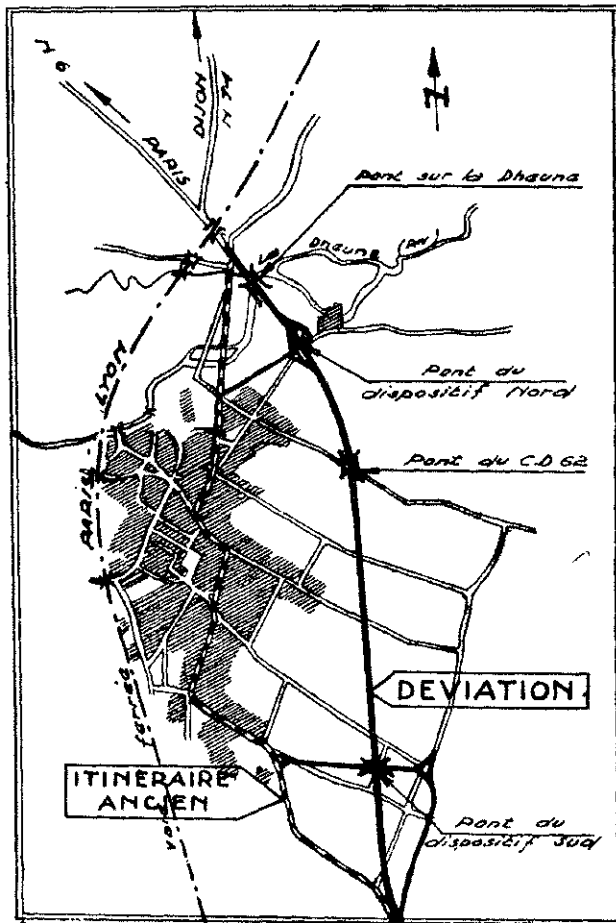 N 6
PARIS
DIJON
N 74
N
Pont sur la Dheune
Dheune (Riv)
LYON
Pont du
dispositif Nord
PARIS
Pont du C.D 62
DEVIATION
ITINERAIRE
ANCIEN
Pont du
dispositif Sud